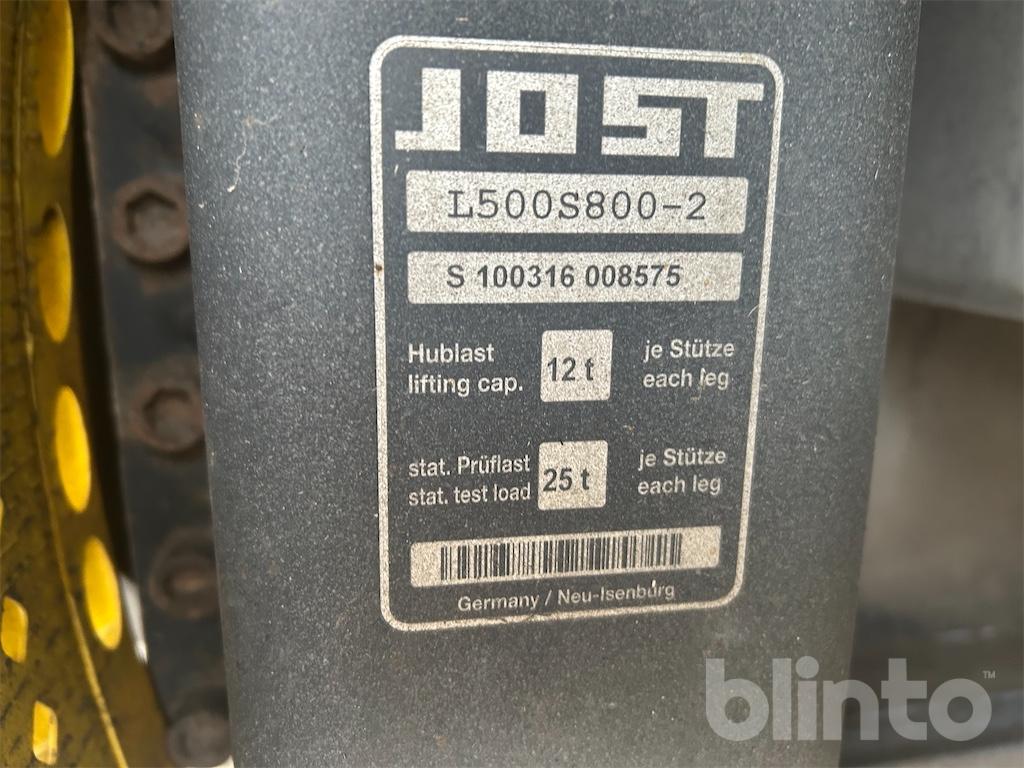 JOST
L500S800-2
S 100316 008575
Hublast
lifting cap.
12 t
je Stütze
each leg
stat. Prüflast
stat. test load
25 t
je Stütze
each leg
Germany / Neu-Isenburg
blinto™